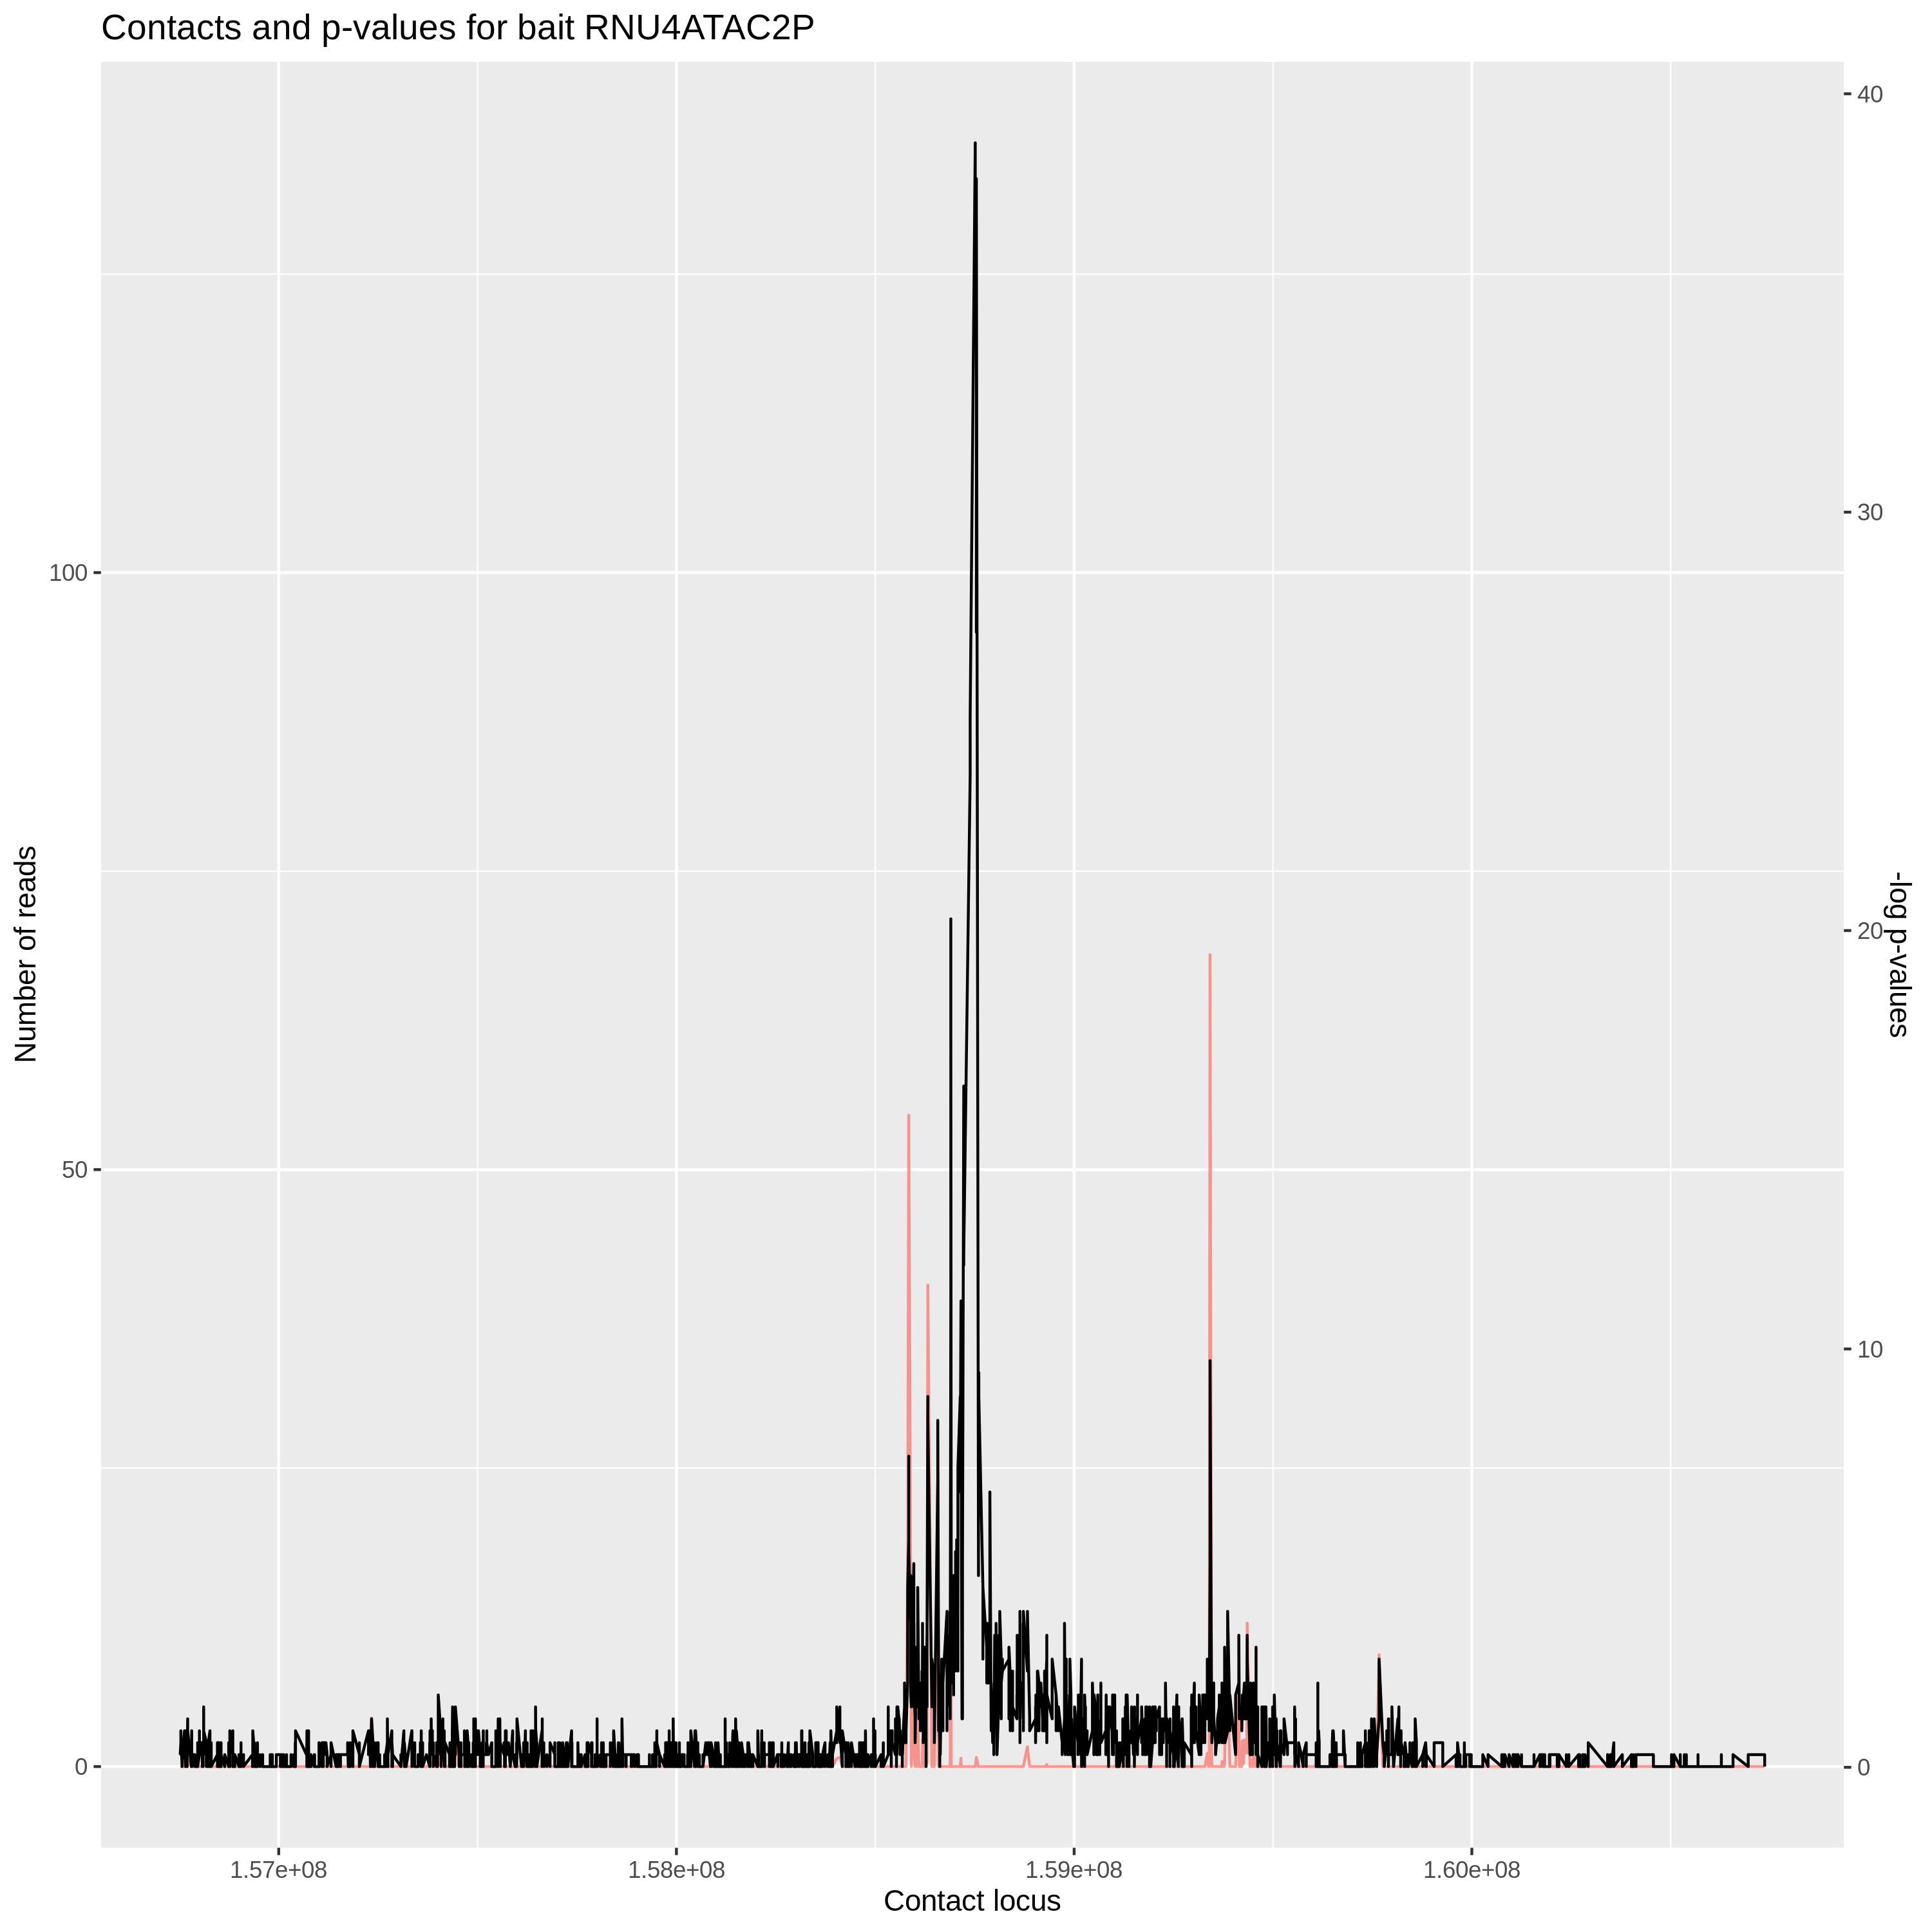 Contacts and p-values for bait RNU4ATAC2P
Number of reads
100
50
0
40
30
20
10
0
-log p-values
1.57e+08
1.58e+08
1.59e+08
1.60e+08
Contact locus